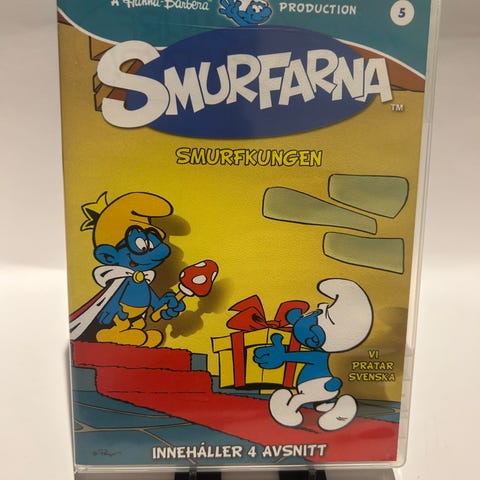 A Hanna-Barbera PRODUCTION
5
SMURFARNA
TM
SMURFKUNGEN
VI
PRATAR
SVENSKA
INNEHÅLLER 4 AVSNITT